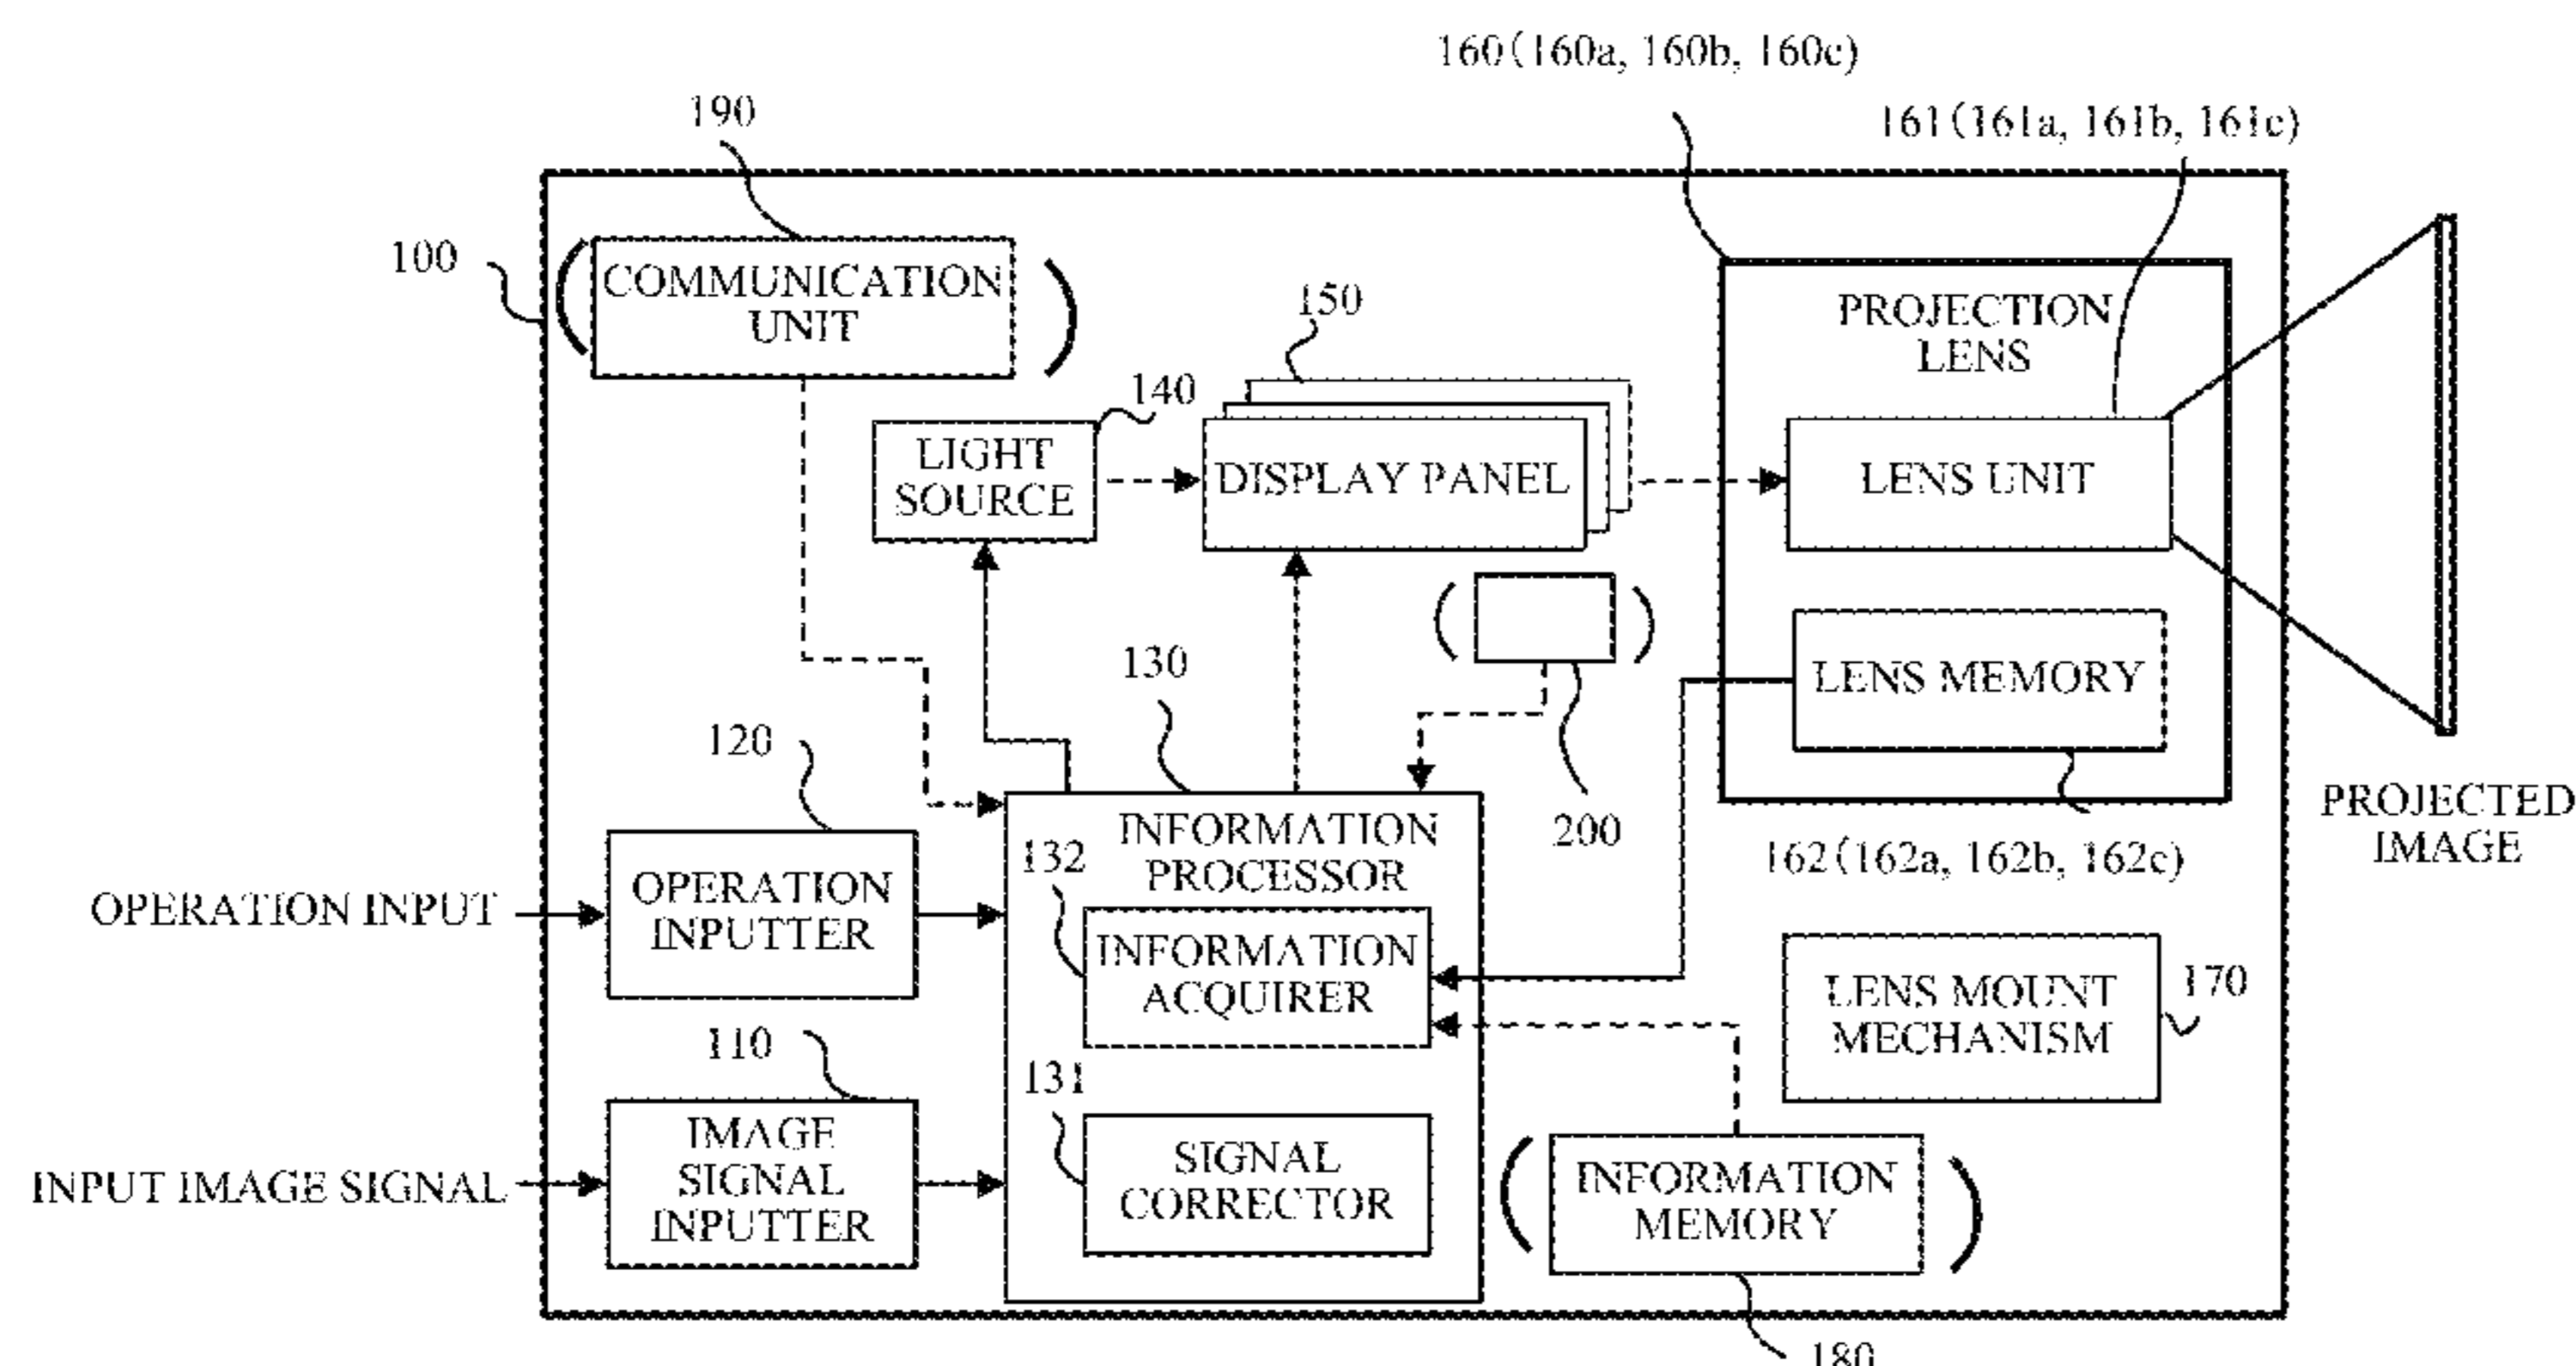 160(160a, 160b, 160c)
190
161(161a, 161b, 161c)
100
COMMUNICATION
UNIT
150
PROJECTION
LENS
140
LIGHT
SOURCE
DISPLAY PANEL
LENS UNIT
130
LENS MEMORY
120
200
PROJECTED
IMAGE
INFORMATION
PROCESSOR
132
162(162a, 162b, 162c)
OPERATION INPUT
OPERATION
INPUTTER
INFORMATION
ACQUIRER
LENS MOUNT
MECHANISM
170
110
131
INPUT IMAGE SIGNAL
IMAGE
SIGNAL
INPUTTER
SIGNAL
CORRECTOR
INFORMATION
MEMORY
180